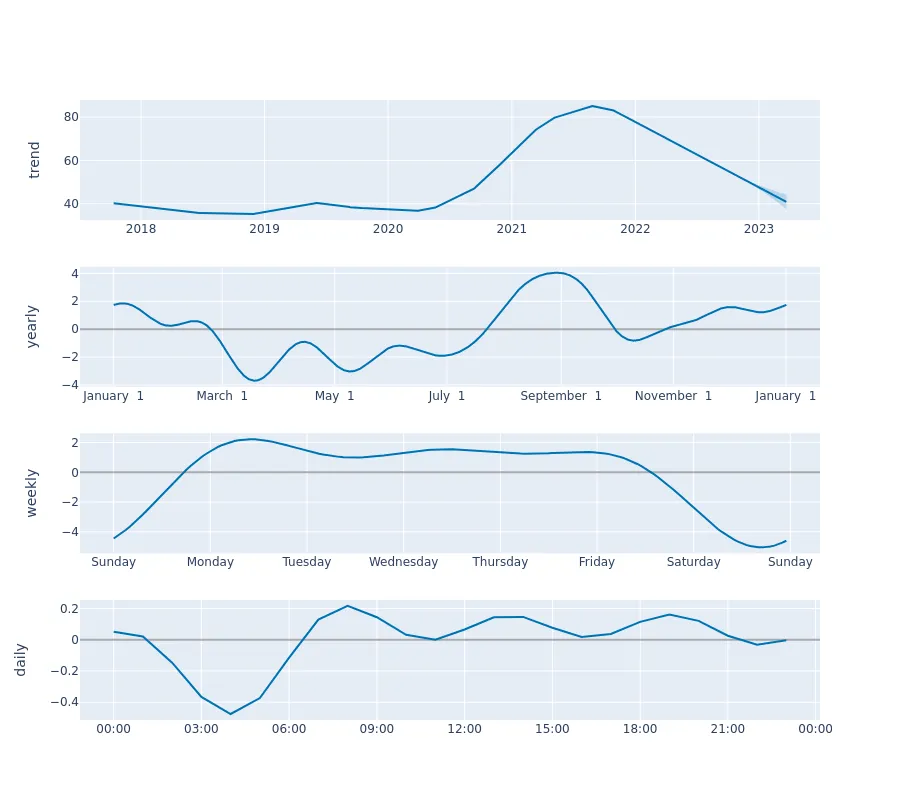 trend
80
60
40
2018 2019 2020 2021 2022 2023
yearly
4
2
0
−2
−4
January 1 March 1 May 1 July 1 September 1 November 1 January 1
weekly
2
0
−2
−4
Sunday Monday Tuesday Wednesday Thursday Friday Saturday Sunday
daily
0.2
0
−0.2
−0.4
00:00 03:00 06:00 09:00 12:00 15:00 18:00 21:00 00:00